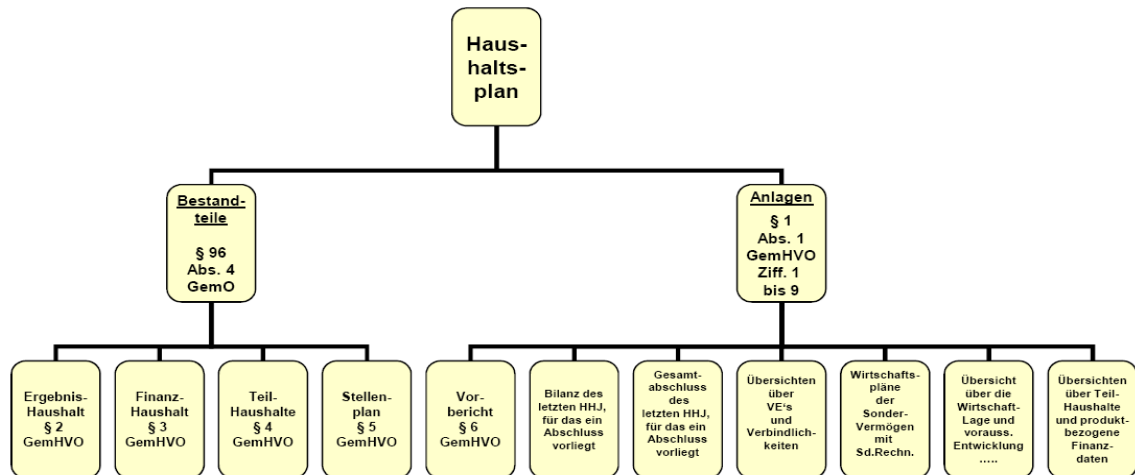 Haus-
halts-
plan
Bestand-
teile
§ 96
Abs. 4
GemO
Anlagen
§ 1
Abs. 1
GemHVO
Ziff. 1
bis 9
Ergebnis-
Haushalt
§ 2
GemHVO
Finanz-
Haushalt
§ 3
GemHVO
Teil-
Haushalte
§ 4
GemHVO
Stellen-
plan
§ 5
GemHVO
Vor-
bericht
§ 6
GemHVO
Bilanz des
letzten HHJ,
für das ein
Abschluss
vorliegt
Gesamt-
abschluss
des
letzten HHJ,
für das ein
Abschluss
vorliegt
Übersichten
über
VE's
und
Verbindlich-
keiten
Wirtschafts-
pläne
der
Sonder-
Vermögen
mit
Sd.Rechn.
Übersicht
über die
Wirtschaft-
Lage und
vorauss.
Entwicklung
.....
Übersichten
über Teil-
Haushalte
und produkt-
bezogene
Finanz-
daten